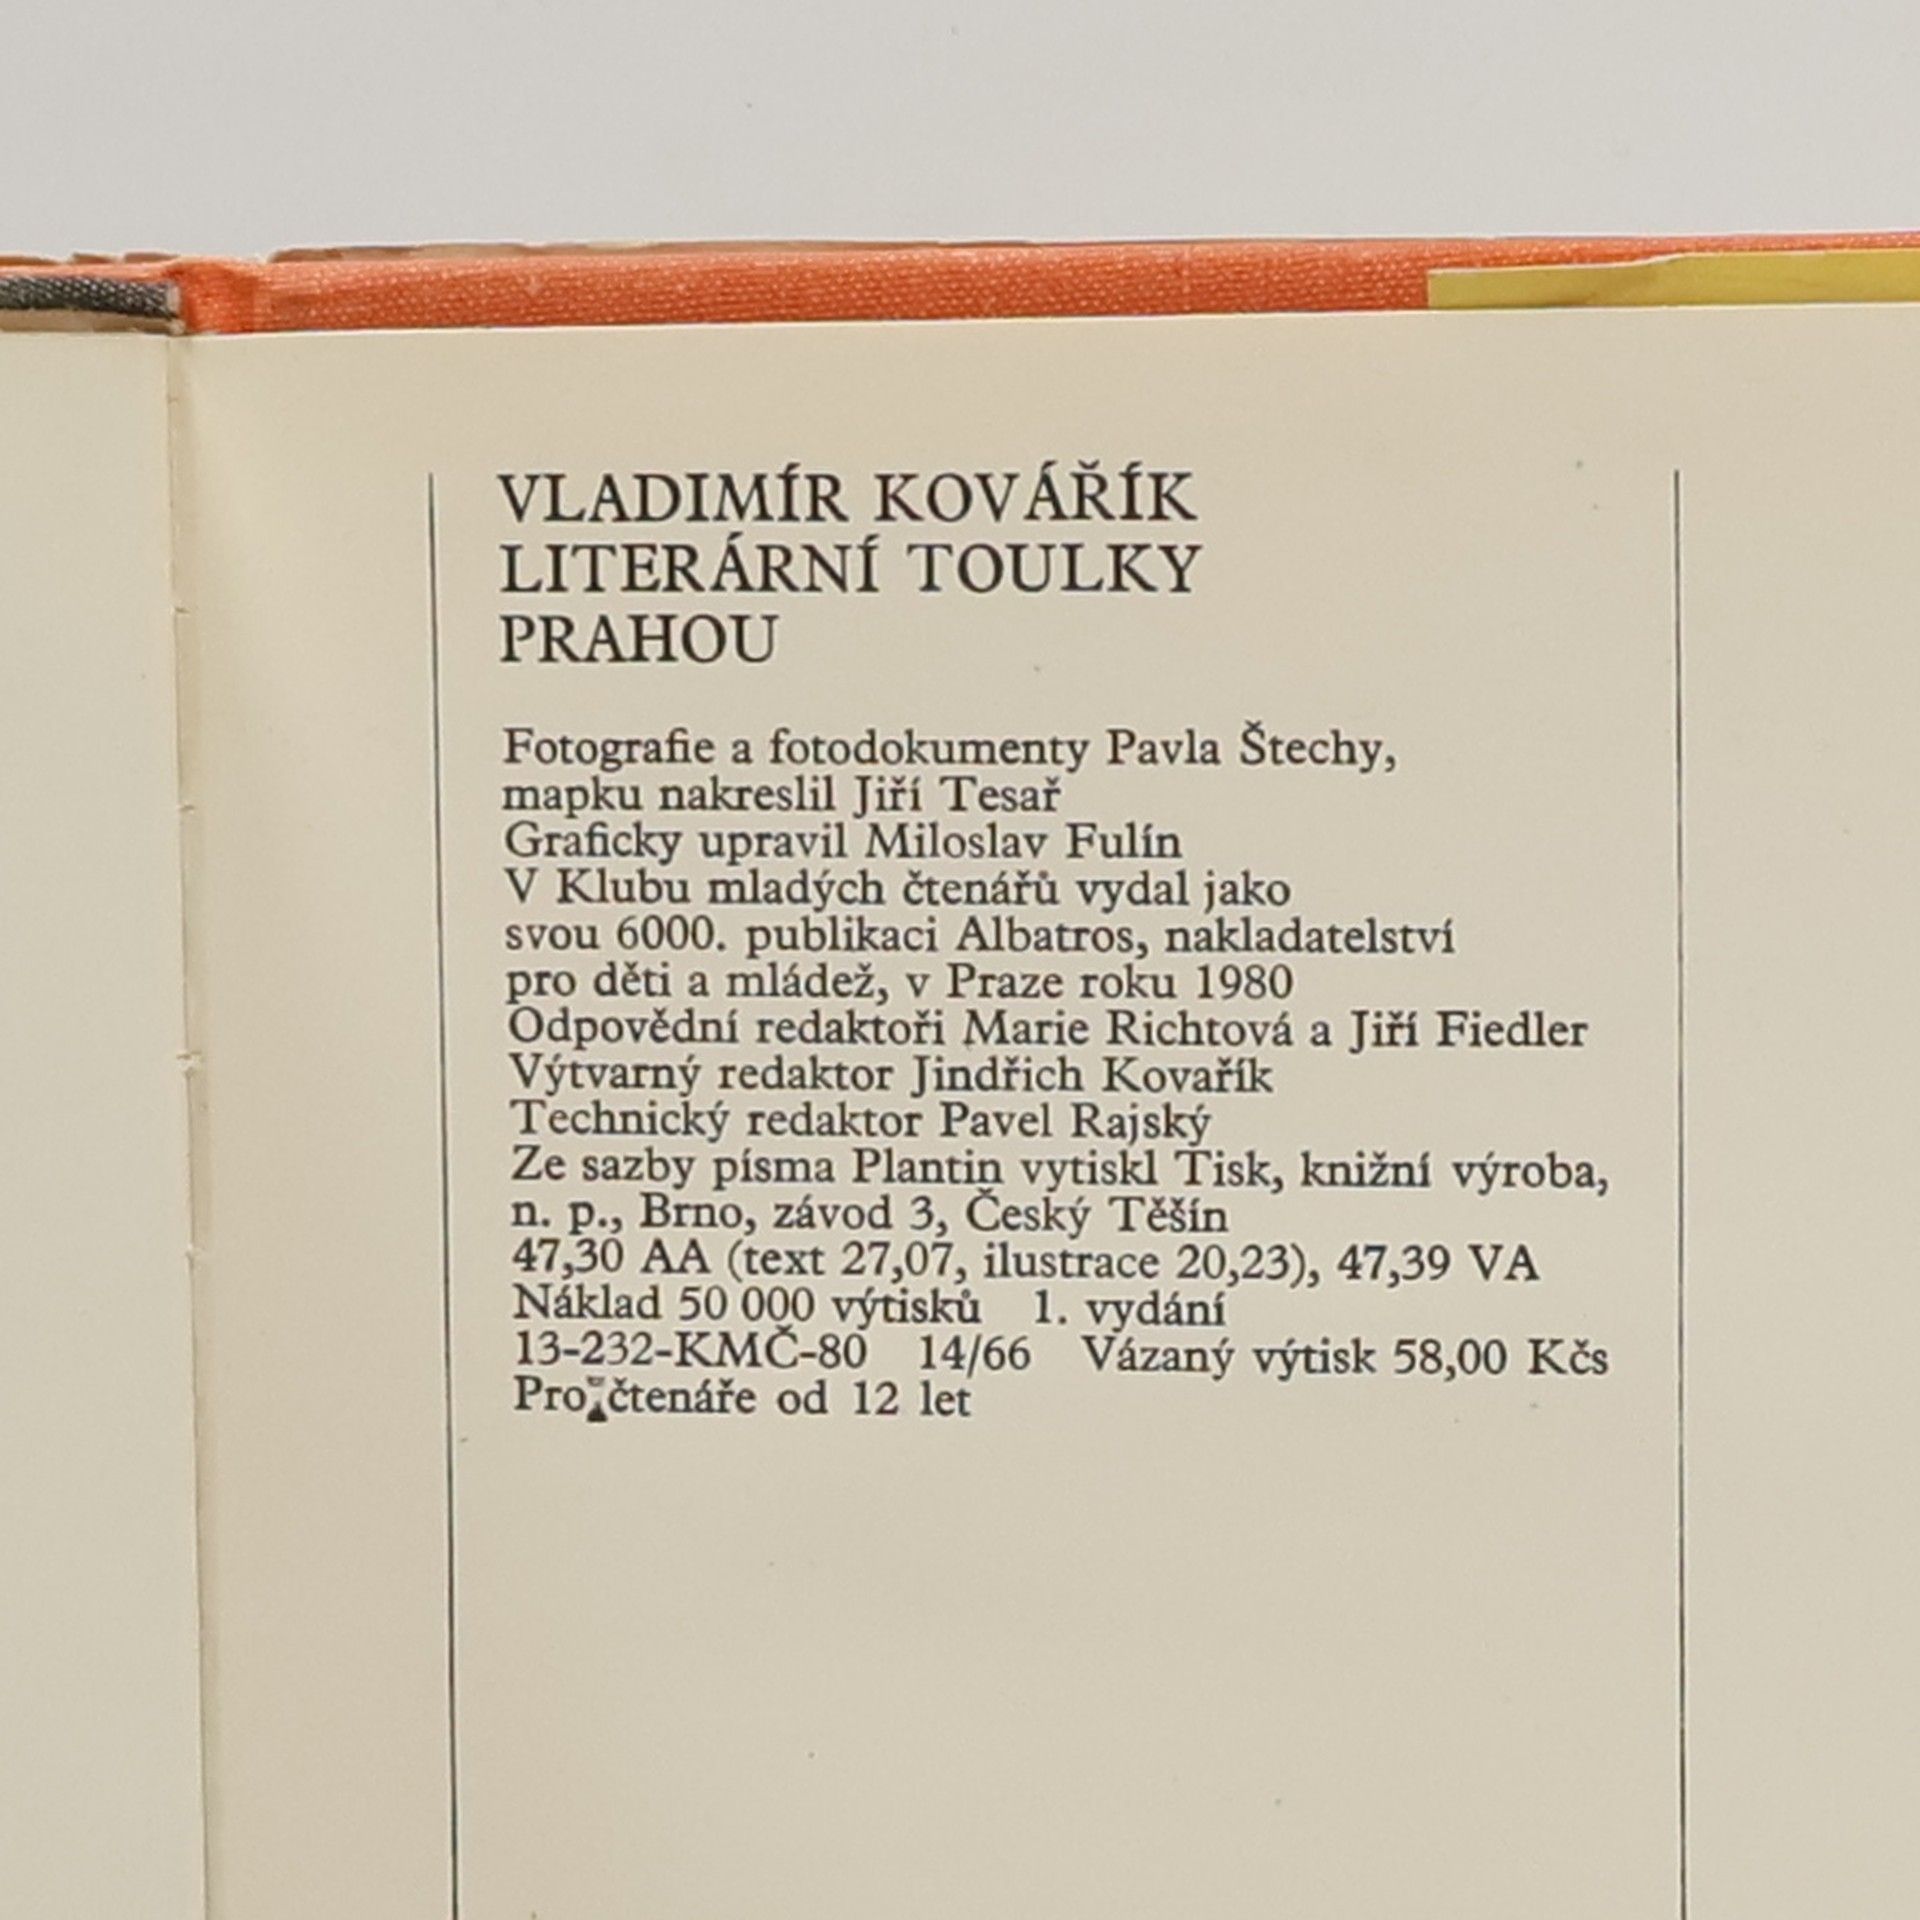 VLADIMÍR KOVÁŘÍK
LITERÁRNÍ TOULKY
PRAHOU
Fotografie a fotodokumenty Pavla Štechy,
mapku nakreslil Jiří Tesař
Graficky upravil Miloslav Fulín
V Klubu mladých čtenářů vydal jako
svou 6000. publikaci Albatros, nakladatelství
pro děti a mládež, v Praze roku 1980
Odpovědní redaktoři Marie Richtová a Jiří Fiedler
Výtvarný redaktor Jindřich Kovařík
Technický redaktor Pavel Rajský
Ze sazby písma Plantin vytiskl Tisk, knižní výroba,
n. p., Brno, závod 3, Český Těšín
47,30 AA (text 27,07, ilustrace 20,23), 47,39 VA
Náklad 50 000 výtisků 1. vydání
13-232-KMČ-80 14/66 Vázaný výtisk 58,00 Kčs
Pro čtenáře od 12 let